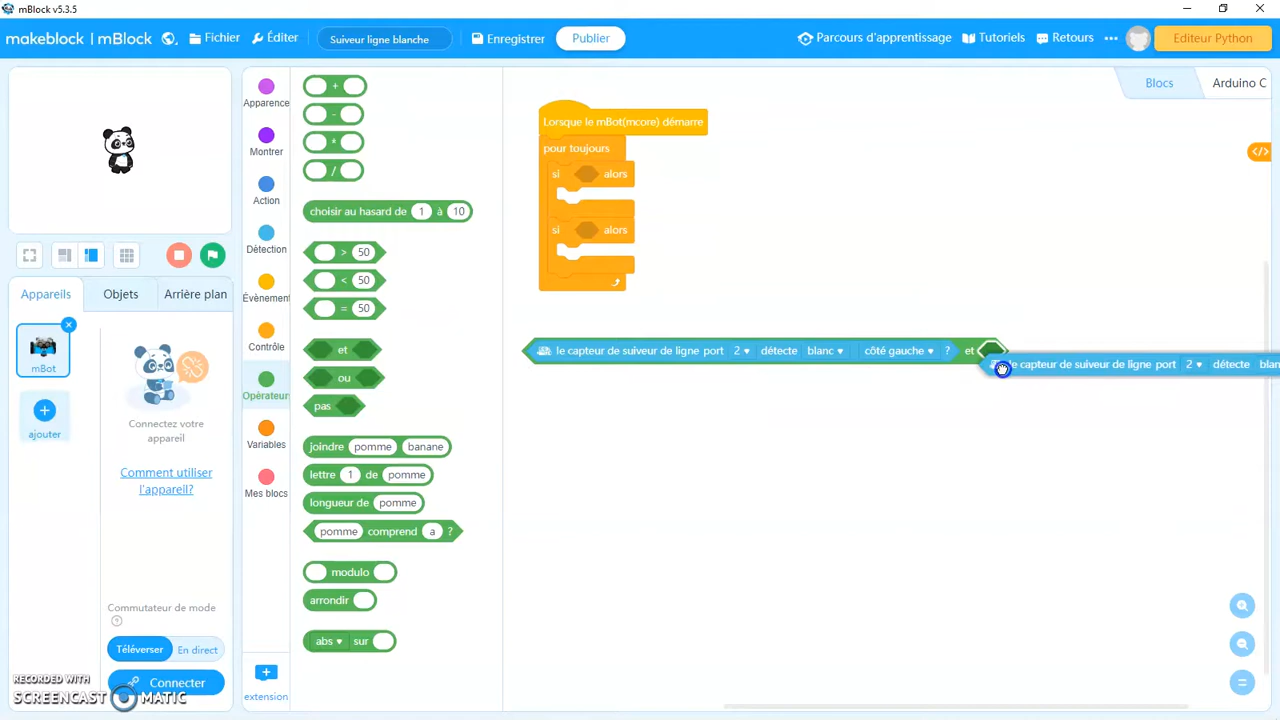 mBlock v5.3.5
makeblock | mBlock
Fichier
Éditer
Suiveur ligne blanche
Enregistrer
Publier
Parcours d'apprentissage
Tutoriels
Retours
Editeur Python
Apparence
Montrer
Action
Détection
Évènement
Contrôle
Opérateurs
Variables
Mes blocs
extension
+
-
*
/
choisir au hasard de 1 à 10
> 50
< 50
= 50
et
ou
pas
joindre pomme banane
lettre 1 de pomme
longueur de pomme
pomme comprend a ?
modulo
arrondir
abs sur
Blocs
Arduino C
Lorsque le mBot(mcore) démarre
pour toujours
si alors
si alors
le capteur de suiveur de ligne port 2 détecte blanc côté gauche ? et
le capteur de suiveur de ligne port 2 détecte blan
Appareils
Objets
Arrière plan
mBot
ajouter
Connectez votre
appareil
Comment utiliser
l'appareil?
Commutateur de
mode
Téléverser
En direct
Connecter
RECORDED WITH
SCREENCAST MATIC